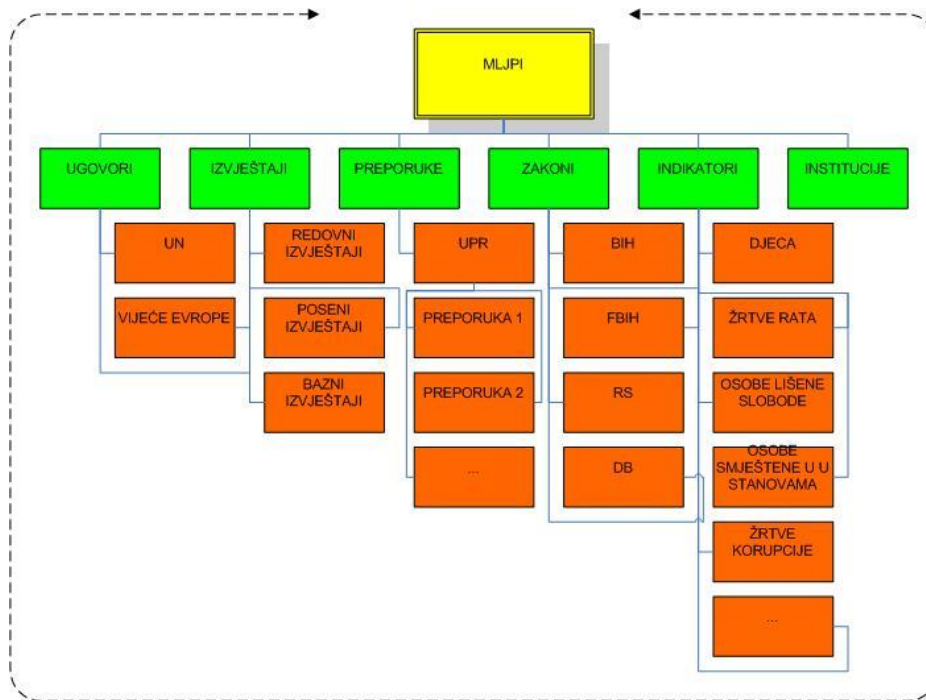 MLJPI
UGOVORI
IZVJEŠTAJI
PREPORUKE
ZAKONI
INDIKATORI
INSTITUCIJE
UN
VIJEĆE EVROPE
REDOVNI
IZVJEŠTAJI
POSENI
IZVJEŠTAJI
BAZNI
IZVJEŠTAJI
UPR
PREPORUKA 1
PREPORUKA 2
...
BIH
FBIH
RS
DB
DJECA
ŽRTVE RATA
OSOBE LIŠENE
SLOBODE
OSOBE
SMJEŠTENE U U
STANOVAMA
ŽRTVE
KORUPCIJE
...